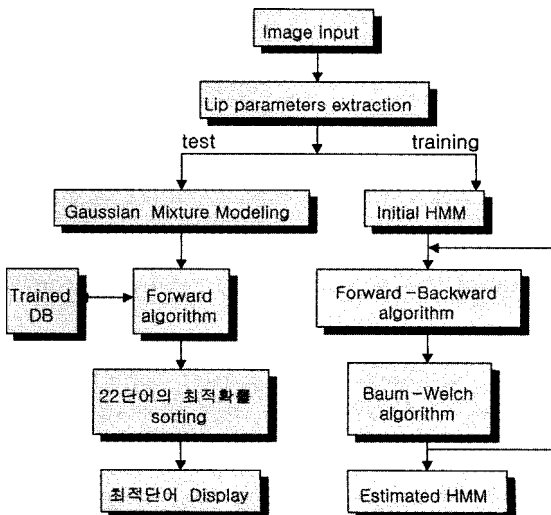 Image input
Lip parameters extraction
test
training
Gaussian Mixture Modeling
Initial HMM
Trained
DB
Forward
algorithm
Forward-Backward
algorithm
22단어의 최적확률
sorting
Baum-Welch
algorithm
최적단어 Display
Estimated HMM